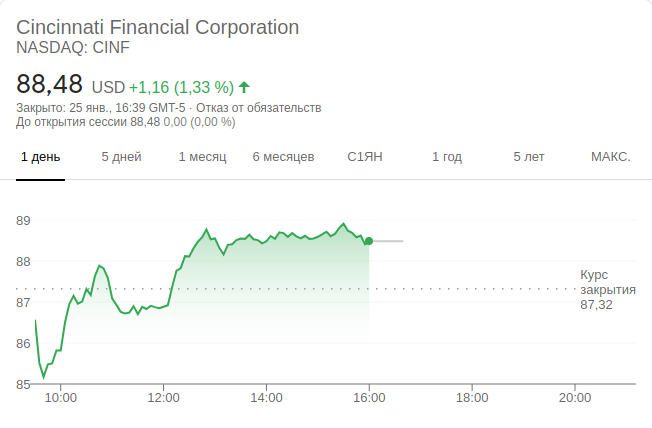 Cincinnati Financial Corporation
NASDAQ: CINF
88,48 USD +1,16 (1,33 %)
Закрыто: 25 янв., 16:39 GMT-5 · Отказ от обязательств
До открытия сессии 88,48 0,00 (0,00 %)
1 день 5 дней 1 месяц 6 месяцев С1ЯН 1 год 5 лет МАКС.
89
88
87
86
85
Курс
закрытия
87,32
10:00 12:00 14:00 16:00 18:00 20:00